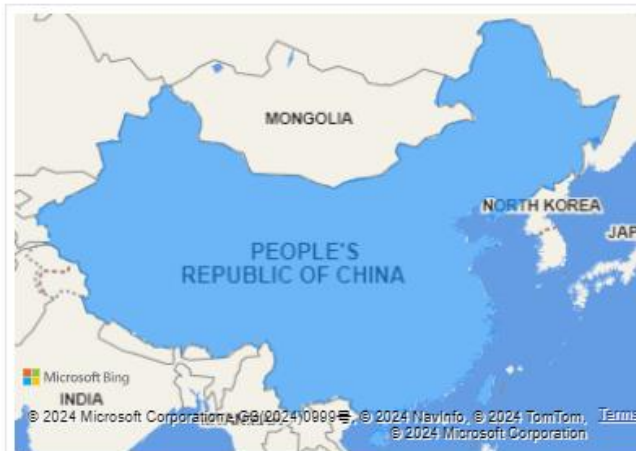 MONGOLIA
NORTH KOREA
PEOPLE'S
REPUBLIC OF CHINA
Microsoft Bing
INDIA
© 2024 Microsoft Corporation, GS(2024)0999号, © 2024 NavInfo, © 2024 TomTom,
© 2024 Microsoft Corporation
Terms